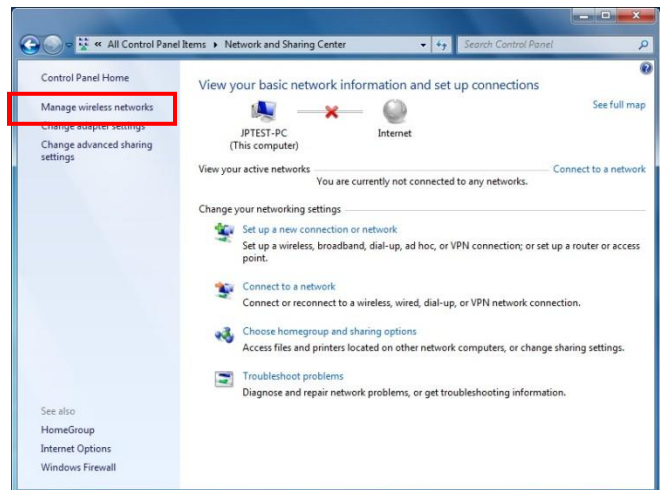 All Control Panel Items
Network and Sharing Center
Search Control Panel
Control Panel Home
Manage wireless networks
Change adapter settings
Change advanced sharing
settings
See also
HomeGroup
Internet Options
Windows Firewall
View your basic network information and set up connections
See full map
JPTEST-PC
(This computer)
Internet
View your active networks
Connect to a network
You are currently not connected to any networks.
Change your networking settings
Set up a new connection or network
Set up a wireless, broadband, dial-up, ad hoc, or VPN connection; or set up a router or access
point.
Connect to a network
Connect or reconnect to a wireless, wired, dial-up, or VPN network connection.
Choose homegroup and sharing options
Access files and printers located on other network computers, or change sharing settings.
Troubleshoot problems
Diagnose and repair network problems, or get troubleshooting information.